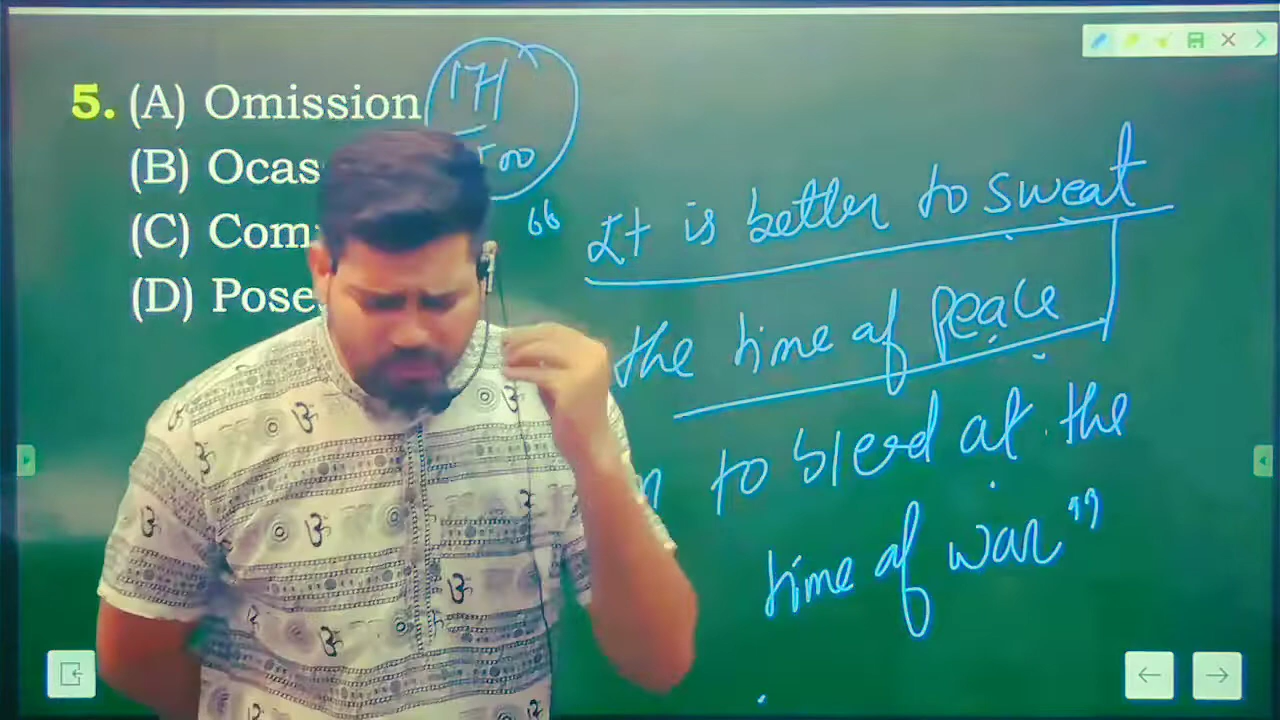 5. (A) Omission
(B) Ocas
(C) Com
(D) Pose
171
500
“ It is better to sweat
the time of peace
n to bleed at the
time of war ”